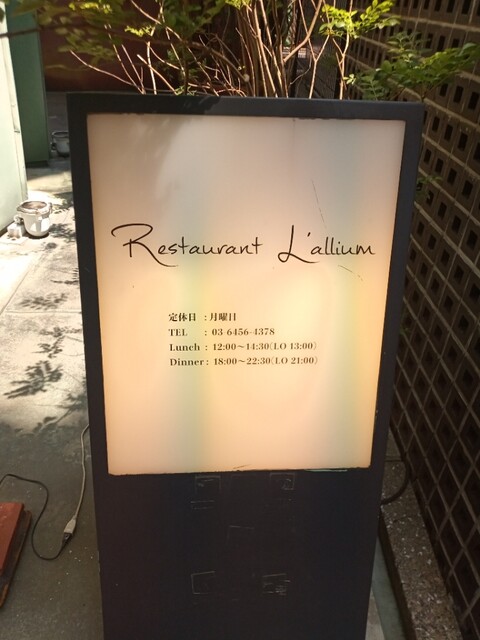 Restaurant L'allium
定休日 : 月曜日
TEL : 03-6456-4378
Lunch : 12:00～14:30(LO 13:00)
Dinner : 18:00～22:30(LO 21:00)